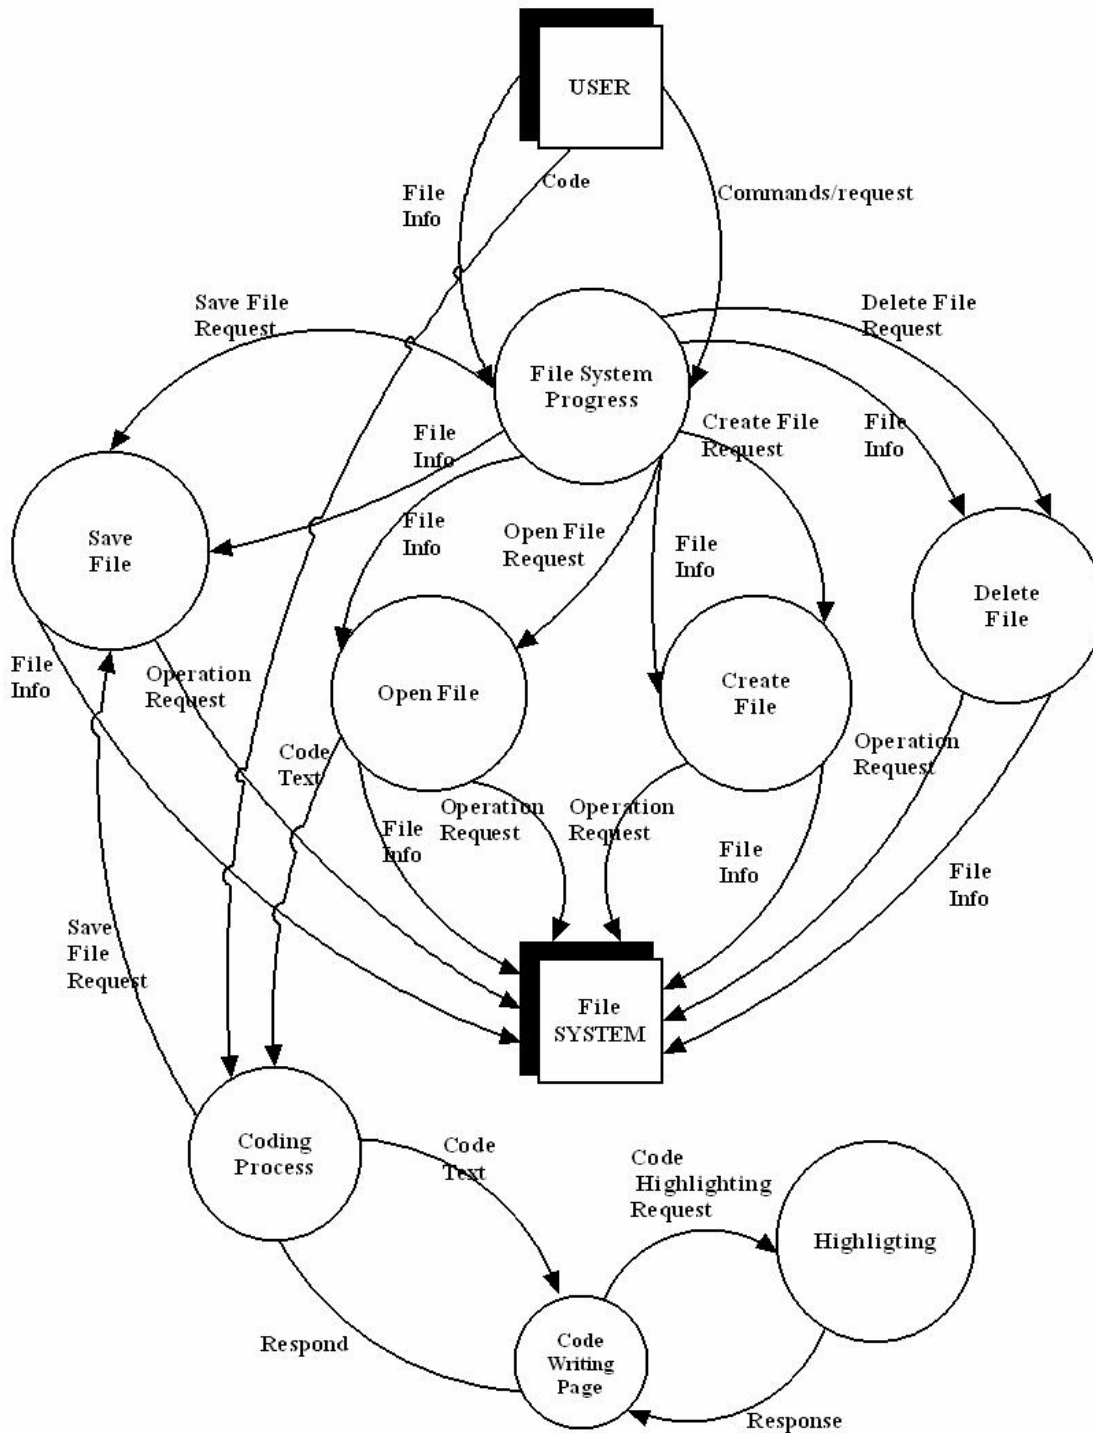 USER
Code
File
Info
Commands/request
Save File
Request
Delete File
Request
File System
Progress
File
Info
Create File
Request
File
Info
Save
File
File
Info
Open File
Request
File
Info
Delete
File
File
Info
Operation
Request
Open File
Create
File
Code
Text
Operation
Request
Operation
Request
Operation
Request
File
Info
File
Info
File
Info
Save
File
Request
File
SYSTEM
Coding
Process
Code
Text
Code
Highlighting
Request
Highligting
Respond
Code
Writing
Page
Response